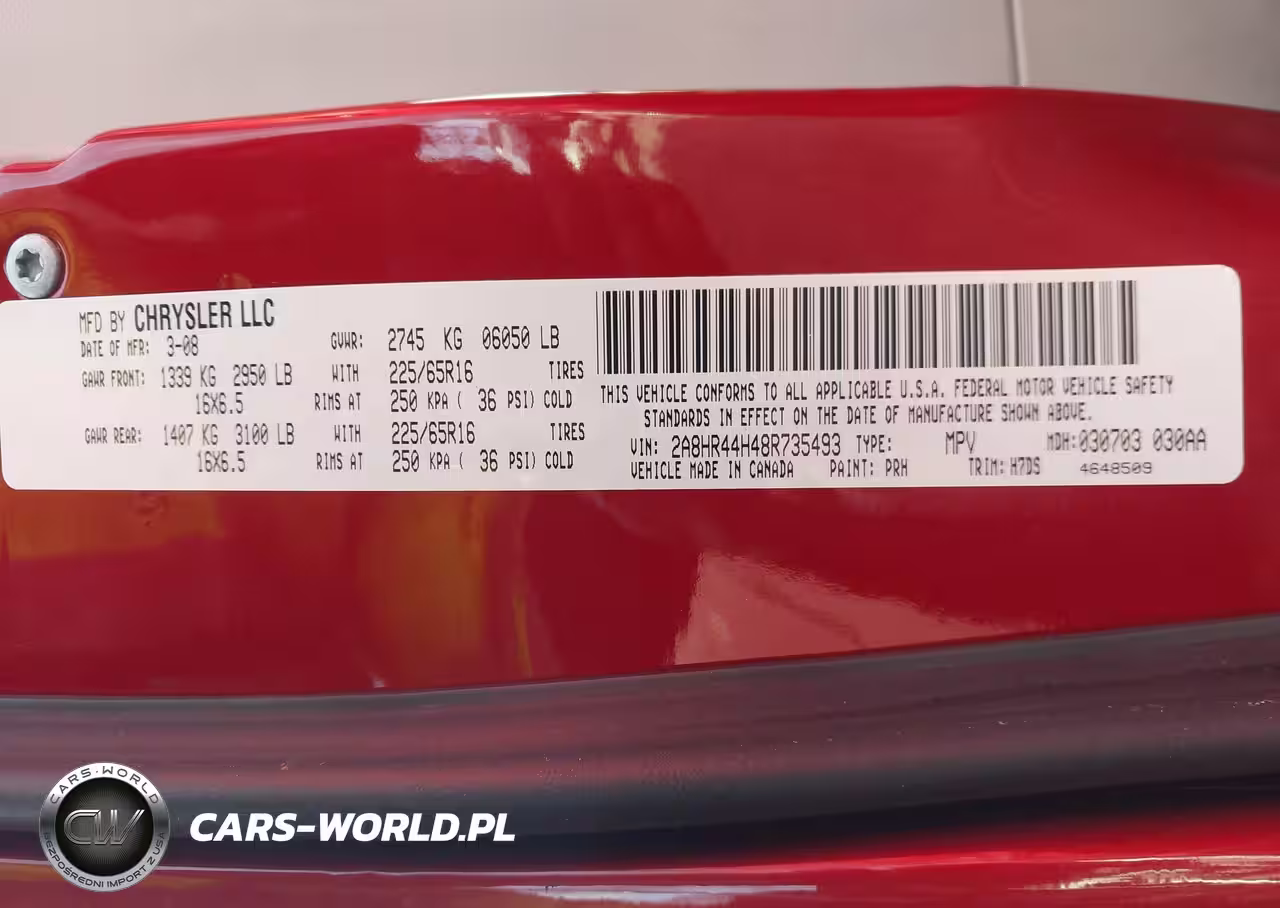 MFD BY CHRYSLER LLC
DATE OF MFR: 3-08 GVWR: 2745 KG 06050 LB
GAWR FRONT: 1339 KG 2950 LB WITH 225/65R16 TIRES
16X6.5 RIMS AT 250 KPA ( 36 PSI) COLD
GAWR REAR: 1407 KG 3100 LB WITH 225/65R16 TIRES
16X6.5 RIMS AT 250 KPA ( 36 PSI) COLD
THIS VEHICLE CONFORMS TO ALL APPLICABLE U.S.A. FEDERAL MOTOR VEHICLE SAFETY
STANDARDS IN EFFECT ON THE DATE OF MANUFACTURE SHOWN ABOVE.
VIN: 2A8HR44H48R735493 TYPE: MPV MDH:030703 030AA
VEHICLE MADE IN CANADA PAINT: PRH TRIM: H7DS 4648509
CARS-WORLD
CW
BEZPOŚREDNI IMPORT Z USA
CARS-WORLD.PL